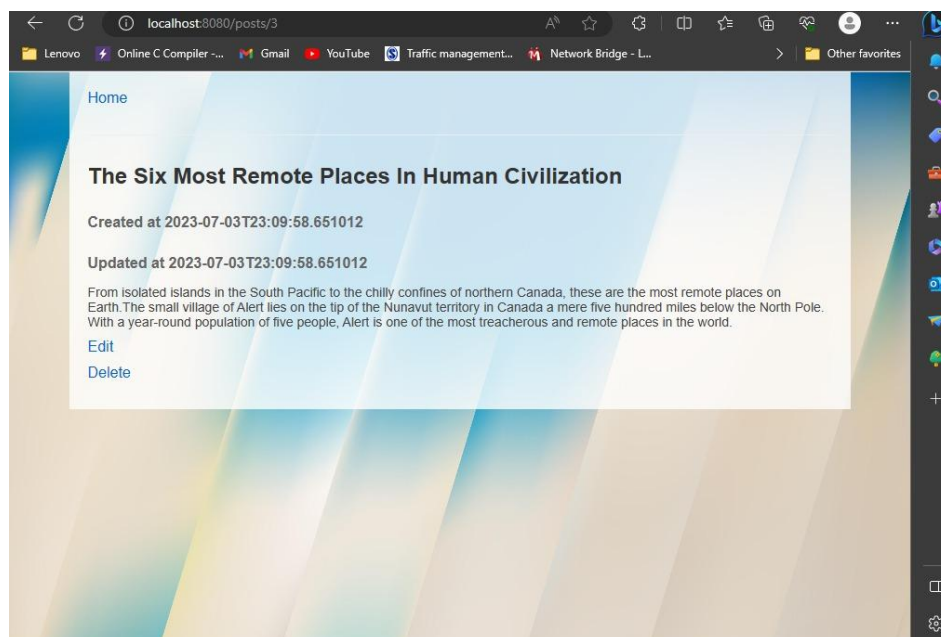 localhost:8080/posts/3
Lenovo Online C Compiler -... Gmail YouTube Traffic management... Network Bridge - L... Other favorites
Home
The Six Most Remote Places In Human Civilization
Created at 2023-07-03T23:09:58.651012
Updated at 2023-07-03T23:09:58.651012
From isolated islands in the South Pacific to the chilly confines of northern Canada, these are the most remote places on
Earth.The small village of Alert lies on the tip of the Nunavut territory in Canada a mere five hundred miles below the North Pole.
With a year-round population of five people, Alert is one of the most treacherous and remote places in the world.
Edit
Delete